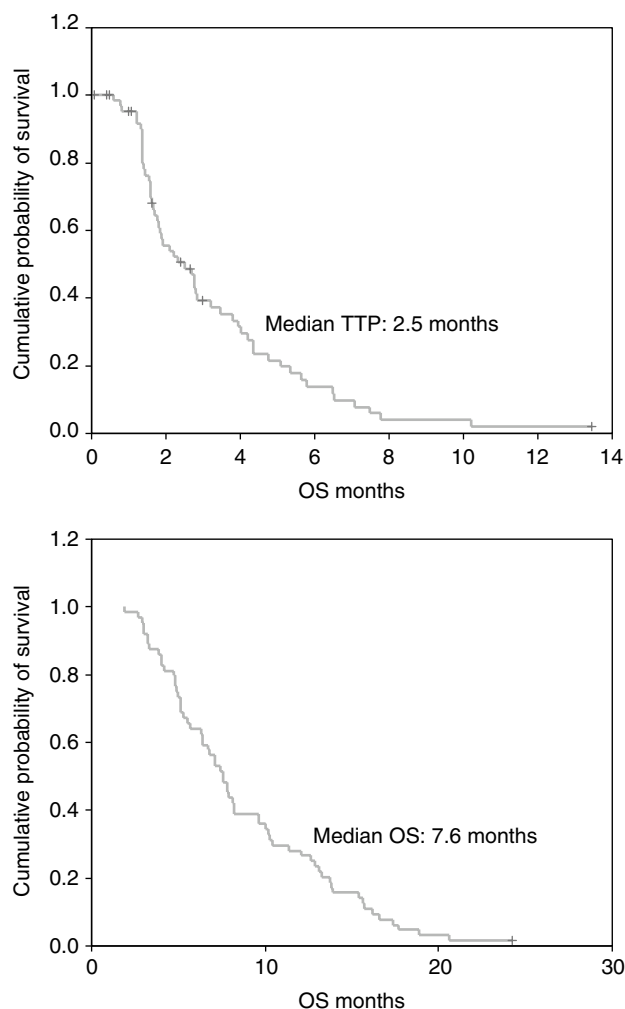 1.2
1.0
0.8
0.6
0.4
0.2
0.0
Cumulative probability of survival
Median TTP: 2.5 months
0 2 4 6 8 10 12 14
OS months
1.2
1.0
0.8
0.6
0.4
0.2
0.0
Cumulative probability of survival
Median OS: 7.6 months
0 10 20 30
OS months